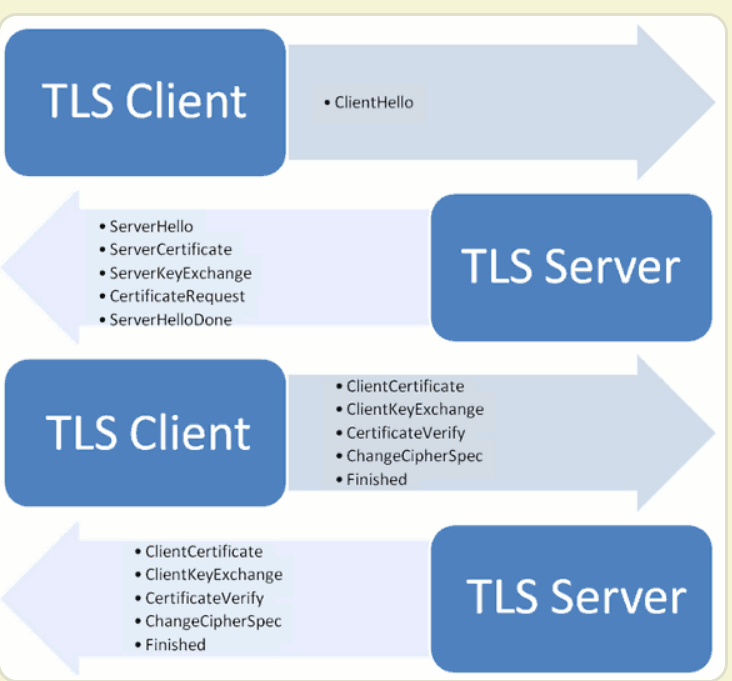 TLS Client
• ClientHello
• ServerHello
• ServerCertificate
• ServerKeyExchange
• CertificateRequest
• ServerHelloDone
TLS Server
TLS Client
• ClientCertificate
• ClientKeyExchange
• CertificateVerify
• ChangeCipherSpec
• Finished
• ClientCertificate
• ClientKeyExchange
• CertificateVerify
• ChangeCipherSpec
• Finished
TLS Server